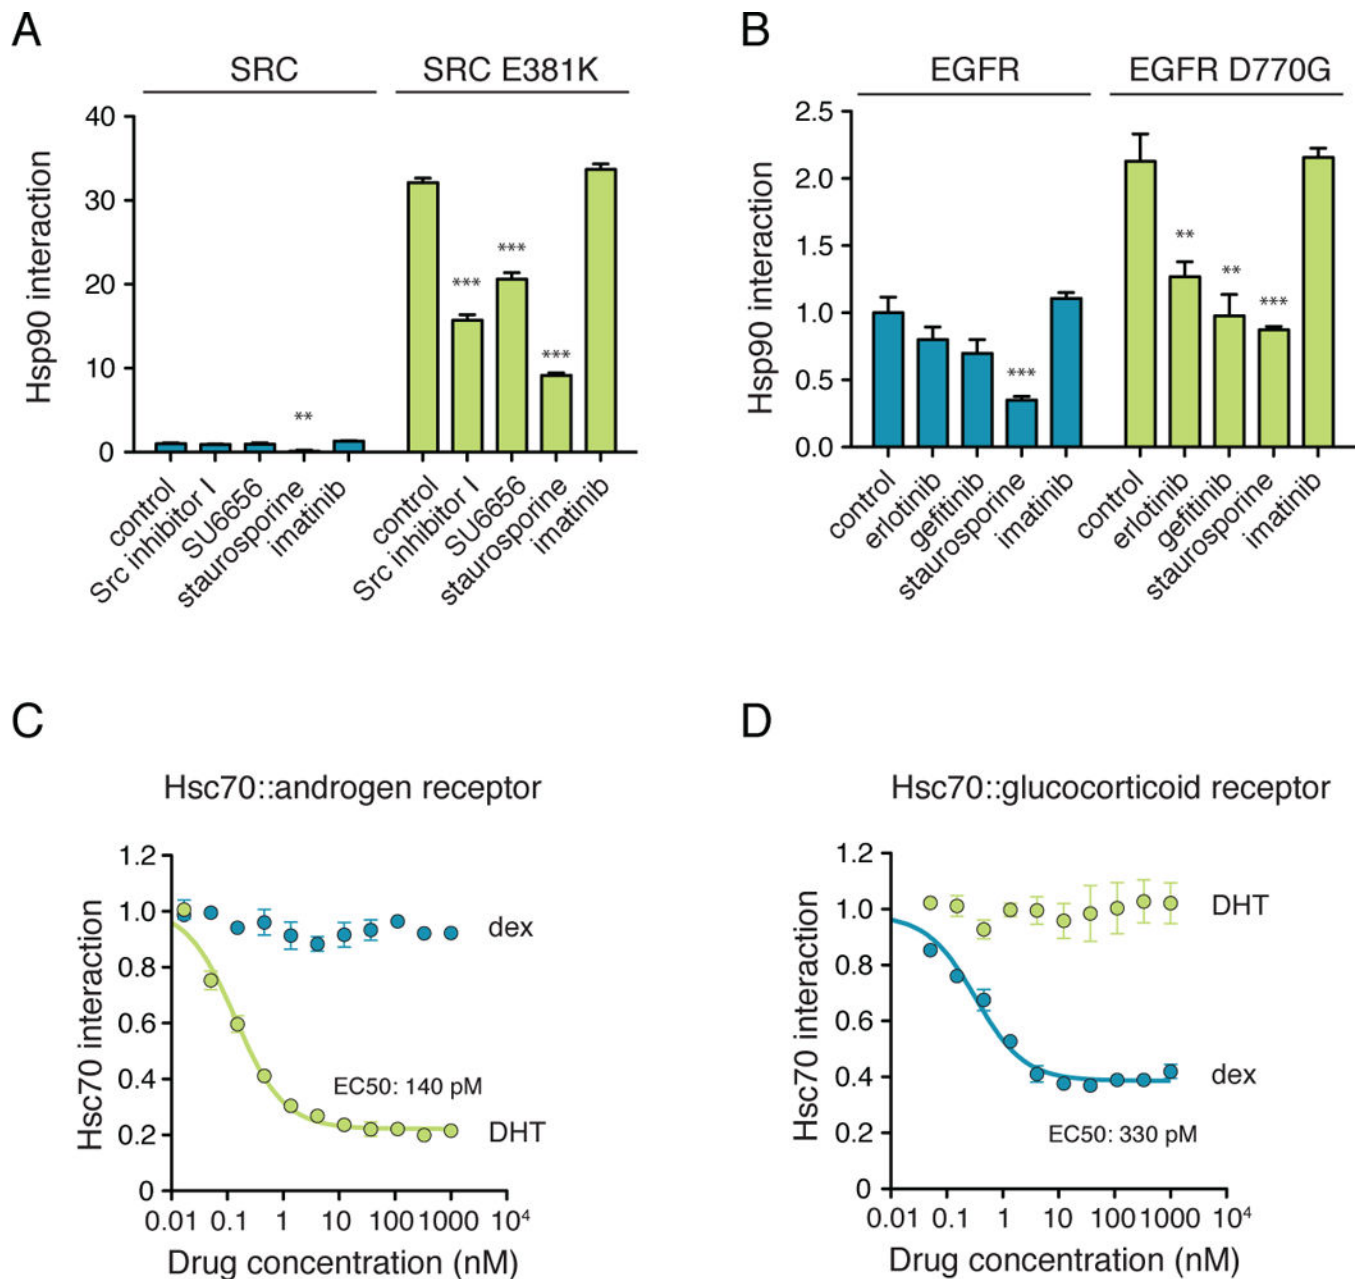 A
SRC
SRC E381K
Hsp90 interaction
40
30
20
10
0
**
***
***
***
control
Src inhibitor I
SU6656
staurosporine
imatinib
control
Src inhibitor I
SU6656
staurosporine
imatinib
B
EGFR
EGFR D770G
Hsp90 interaction
2.5
2.0
1.5
1.0
0.5
0.0
***
**
**
***
control
erlotinib
gefitinib
staurosporine
imatinib
control
erlotinib
gefitinib
staurosporine
imatinib
C
Hsc70::androgen receptor
Hsc70 interaction
1.2
1.0
0.8
0.6
0.4
0.2
0
dex
EC50: 140 pM
DHT
0.01 0.1 1 10 100 1000 10⁴
Drug concentration (nM)
D
Hsc70::glucocorticoid receptor
Hsc70 interaction
1.2
1.0
0.8
0.6
0.4
0.2
0
DHT
dex
EC50: 330 pM
0.01 0.1 1 10 100 1000 10⁴
Drug concentration (nM)